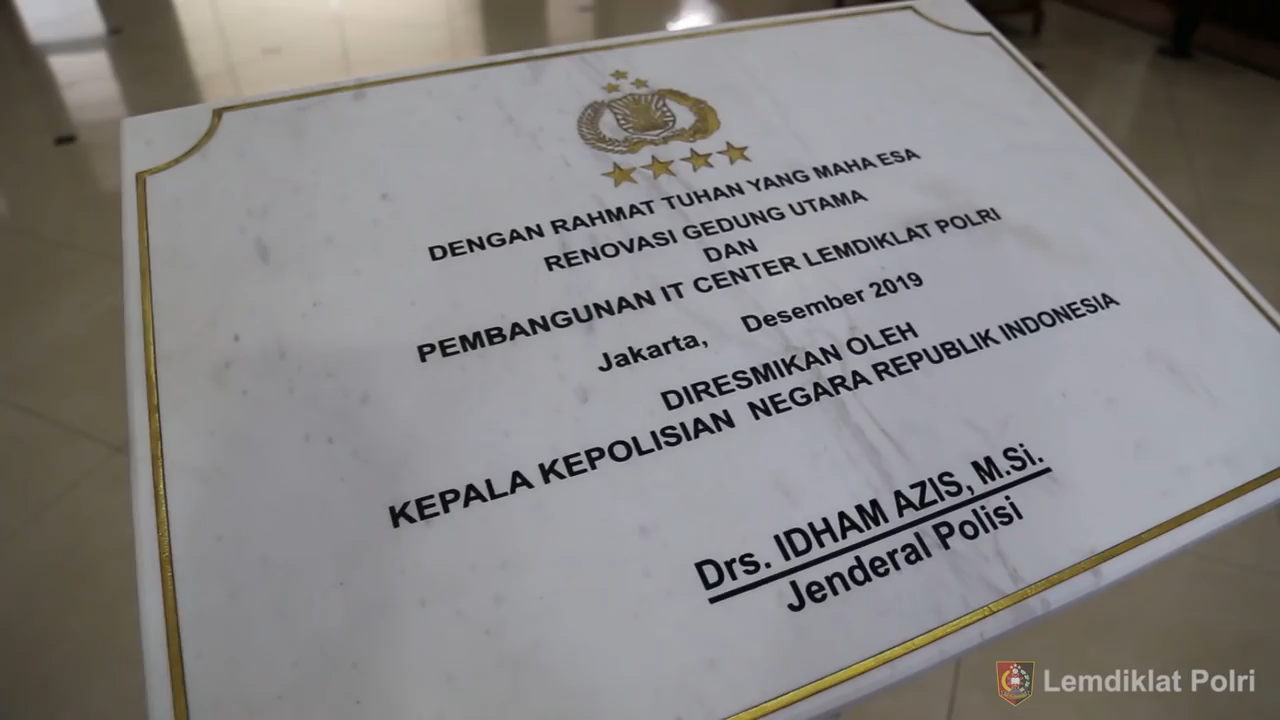 DENGAN RAHMAT TUHAN YANG MAHA ESA
RENOVASI GEDUNG UTAMA
DAN
PEMBANGUNAN IT CENTER LEMDIKLAT POLRI
Jakarta, Desember 2019
DIRESMIKAN OLEH
KEPALA KEPOLISIAN NEGARA REPUBLIK INDONESIA
Drs. IDHAM AZIS, M.Si.
Jenderal Polisi
Lemdiklat Polri